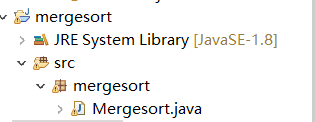 mergesort
JRE System Library [JavaSE-1.8]
src
mergesort
Mergesort.java